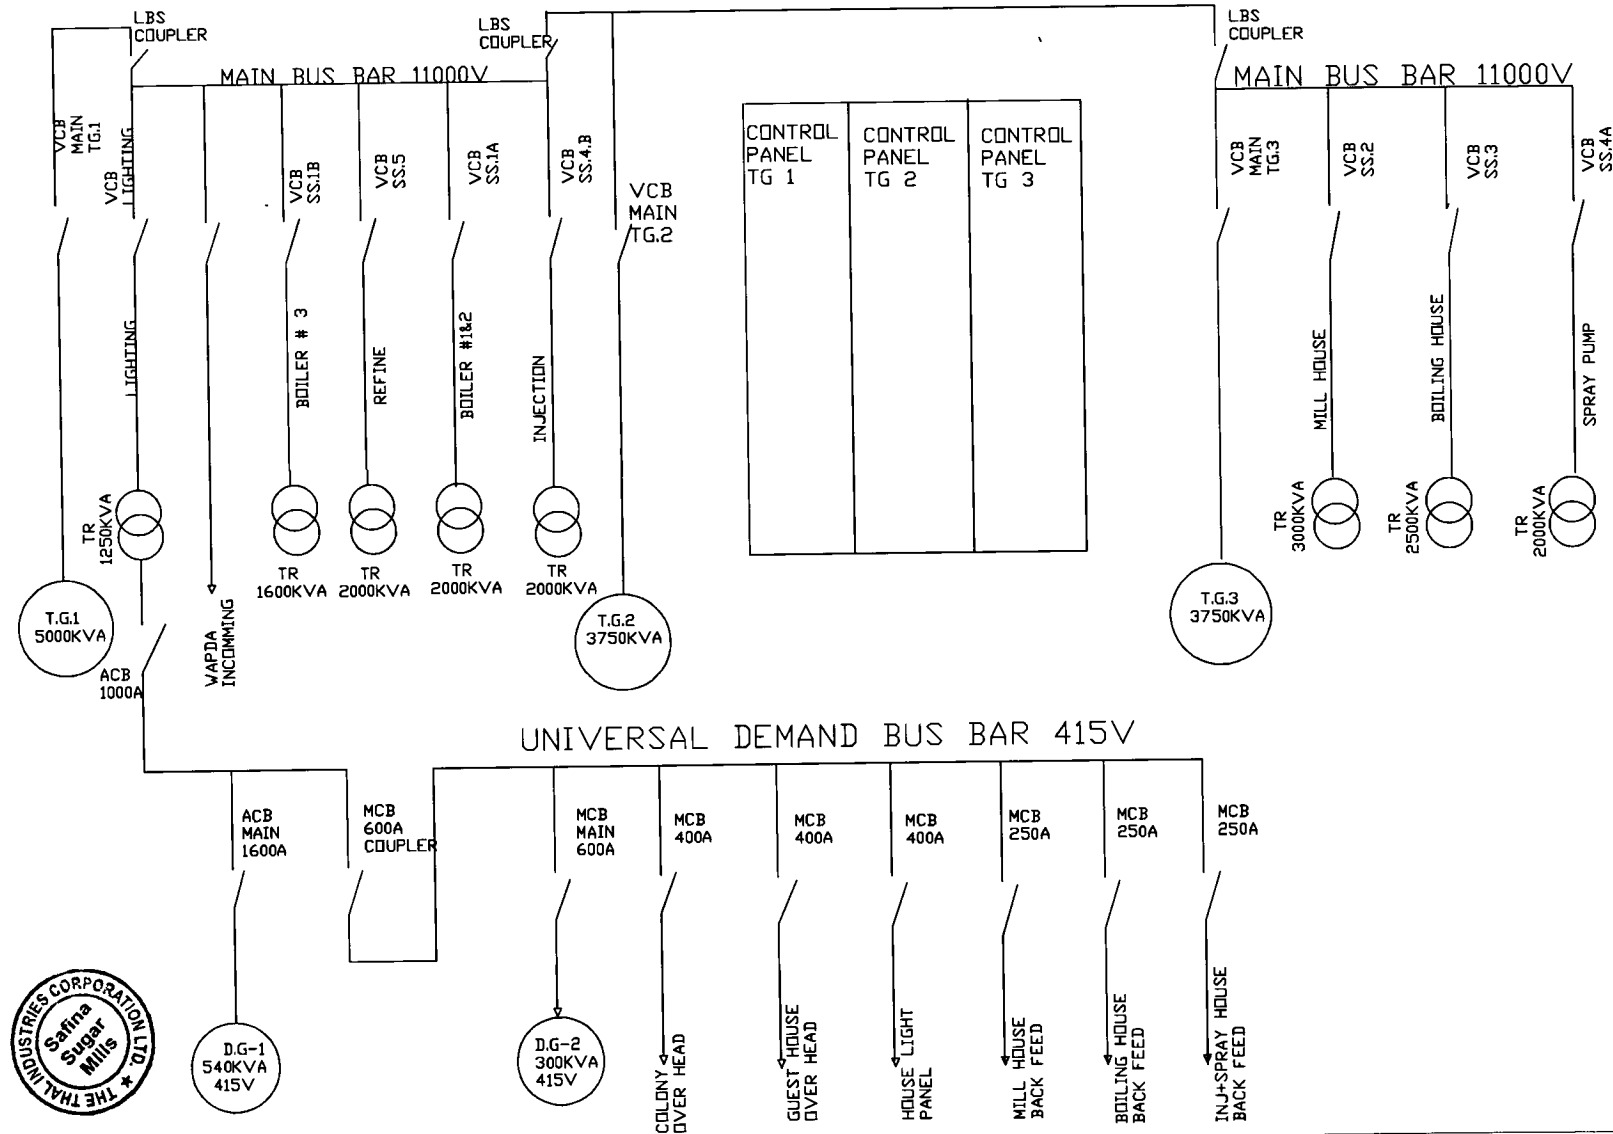 LBS
COUPLER
LBS
COUPLER
LBS
COUPLER
MAIN BUS BAR 11000V
MAIN BUS BAR 11000V
VCB
MAIN
TG.1
VCB
LIGHTING
VCB
SS.1B
VCB
SS.5
VCB
SS.1A
VCB
SS.4.B
VCB
MAIN
TG.2
CONTROL
PANEL
TG 1
CONTROL
PANEL
TG 2
CONTROL
PANEL
TG 3
VCB
MAIN
TG.3
VCB
SS.2
VCB
SS.3
VCB
SS.4A
LIGHTING
BOILER # 3
REFINE
BOILER #1&2
INJECTION
MILL HOUSE
BOILING HOUSE
SPRAY PUMP
TR
1250KVA
TR
1600KVA
TR
2000KVA
TR
2000KVA
TR
2000KVA
TR
3000KVA
TR
2500KVA
TR
2000KVA
T.G.1
5000KVA
WAPDA
INCOMMING
T.G.2
3750KVA
T.G.3
3750KVA
ACB
1000A
UNIVERSAL DEMAND BUS BAR 415V
ACB
MAIN
1600A
MCB
600A
COUPLER
MCB
MAIN
600A
MCB
400A
MCB
400A
MCB
400A
MCB
250A
MCB
250A
MCB
250A
D.G-1
540KVA
415V
D.G-2
300KVA
415V
COLONY
OVER HEAD
GUEST HOUSE
OVER HEAD
HOUSE LIGHT
PANEL
MILL HOUSE
BACK FEED
BOILING HOUSE
BACK FEED
INJ+SPRAY HOUSE
BACK FEED
THE THAL INDUSTRIES CORPORATION LTD. ★
Safina
Sugar
Mills